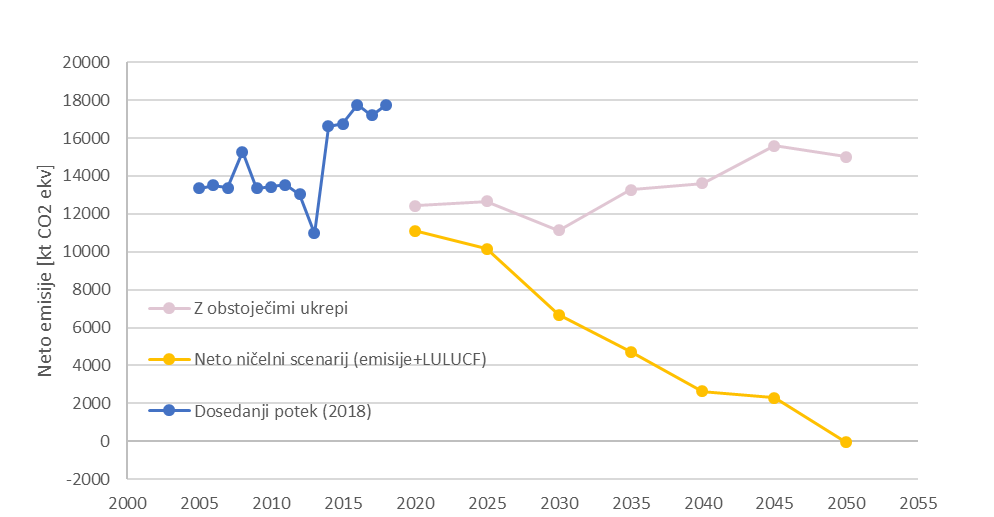 20000
18000
16000
14000
12000
10000
8000
6000
4000
2000
0
-2000
Neto emisije [kt CO2 ekv]
Z obstoječimi ukrepi
Neto ničelni scenarij (emisije+LULUCF)
Dosedanji potek (2018)
2000 2005 2010 2015 2020 2025 2030 2035 2040 2045 2050 2055